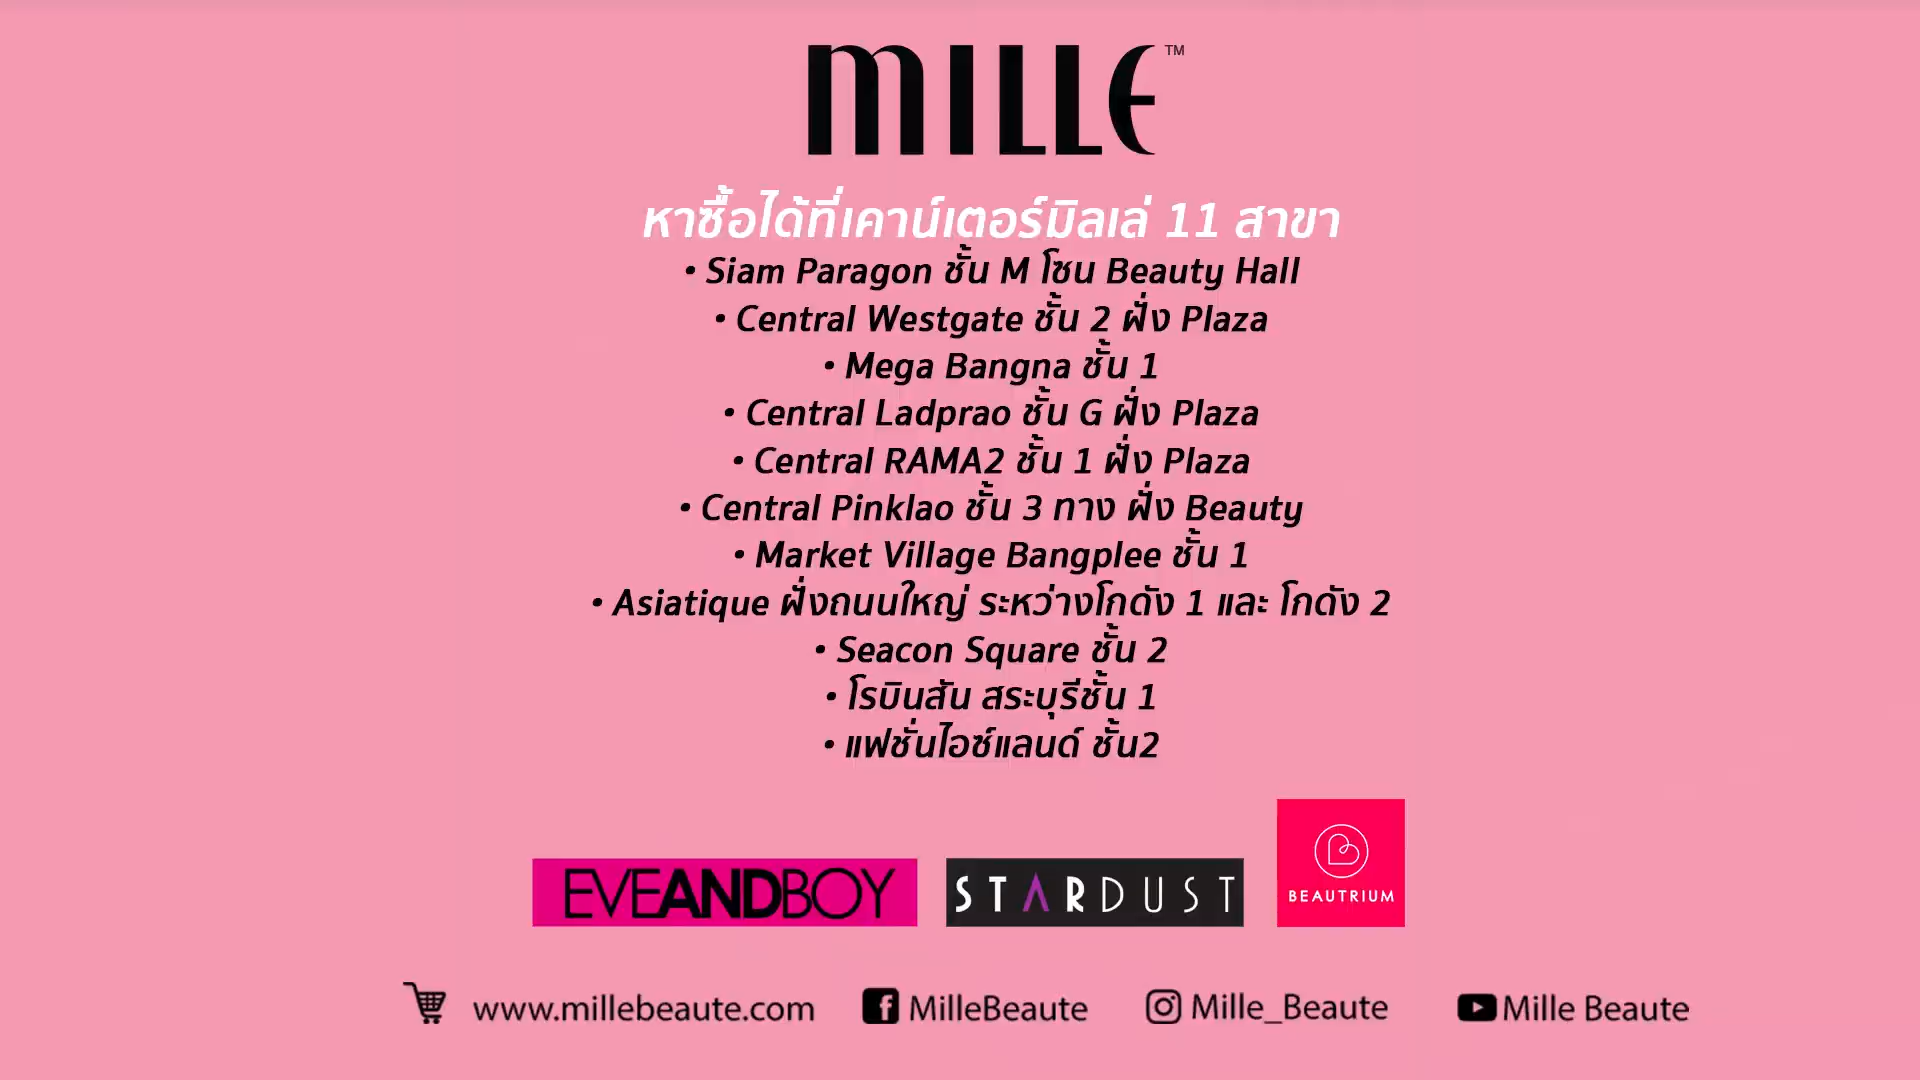 MILLE™
หาซื้อได้ที่เคาน์เตอร์มิลเล่ 11 สาขา
• Siam Paragon ชั้น M โซน Beauty Hall
• Central Westgate ชั้น 2 ฝั่ง Plaza
• Mega Bangna ชั้น 1
• Central Ladprao ชั้น G ฝั่ง Plaza
• Central RAMA2 ชั้น 1 ฝั่ง Plaza
• Central Pinklao ชั้น 3 ทาง ฝั่ง Beauty
• Market Village Bangplee ชั้น 1
• Asiatique ฝั่งถนนใหญ่ ระหว่างโกดัง 1 และ โกดัง 2
• Seacon Square ชั้น 2
• โรบินสัน สระบุรีชั้น 1
• แฟชั่นไอซ์แลนด์ ชั้น2
EVEANDBOY
STARDUST
BEAUTRIUM
www.millebeaute.com
MilleBeaute
Mille_Beaute
Mille Beaute